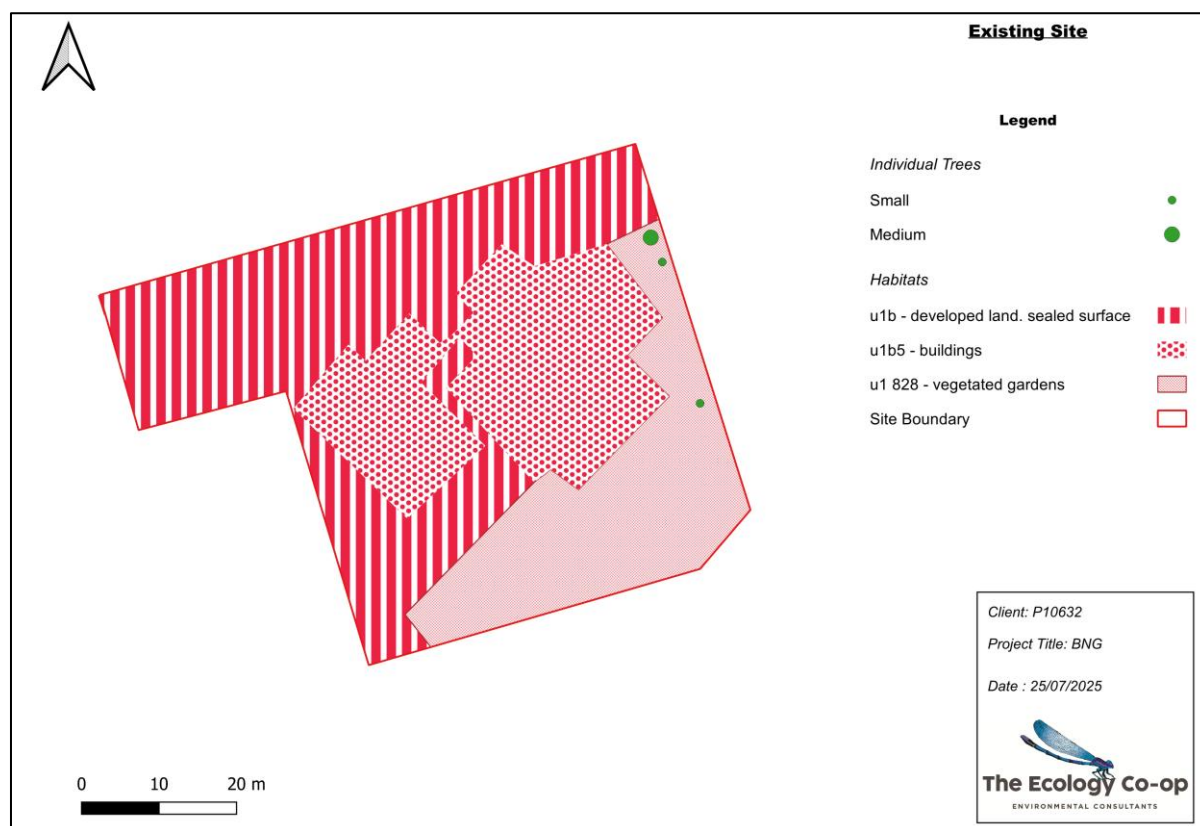 Existing Site
Legend
Individual Trees
Small
Medium
Habitats
u1b - developed land. sealed surface
u1b5 - buildings
u1 828 - vegetated gardens
Site Boundary
Client: P10632
Project Title: BNG
Date : 25/07/2025
The Ecology Co-op
ENVIRONMENTAL CONSULTANTS
0 10 20 m